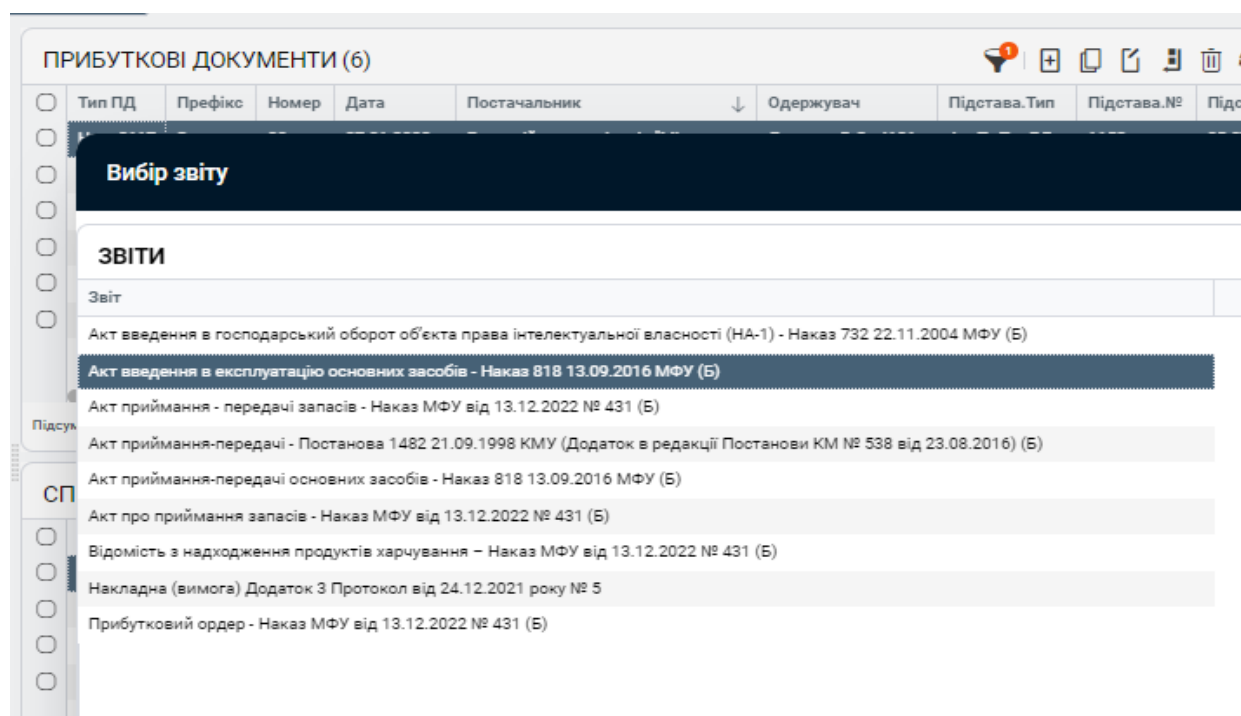 ПРИБУТКОВІ ДОКУМЕНТИ (6)
1
Тип ПД Префікс Номер Дата Постачальник Одержувач Підстава.Тип Підстава.№
Вибір звіту
ЗВІТИ
Звіт
Акт введення в господарський оборот об'єкта права інтелектуальної власності (НА-1) - Наказ 732 22.11.2004 МФУ (Б)
Акт введення в експлуатацію основних засобів - Наказ 818 13.09.2016 МФУ (Б)
Акт приймання - передачі запасів - Наказ МФУ від 13.12.2022 № 431 (Б)
Акт приймання-передачі - Постанова 1482 21.09.1998 КМУ (Додаток в редакції Постанови КМ № 538 від 23.08.2016) (Б)
Акт приймання-передачі основних засобів - Наказ 818 13.09.2016 МФУ (Б)
Акт про приймання запасів - Наказ МФУ від 13.12.2022 № 431 (Б)
Відомість з надходження продуктів харчування – Наказ МФУ від 13.12.2022 № 431 (Б)
Накладна (вимога) Додаток 3 Протокол від 24.12.2021 року № 5
Прибутковий ордер - Наказ МФУ від 13.12.2022 № 431 (Б)